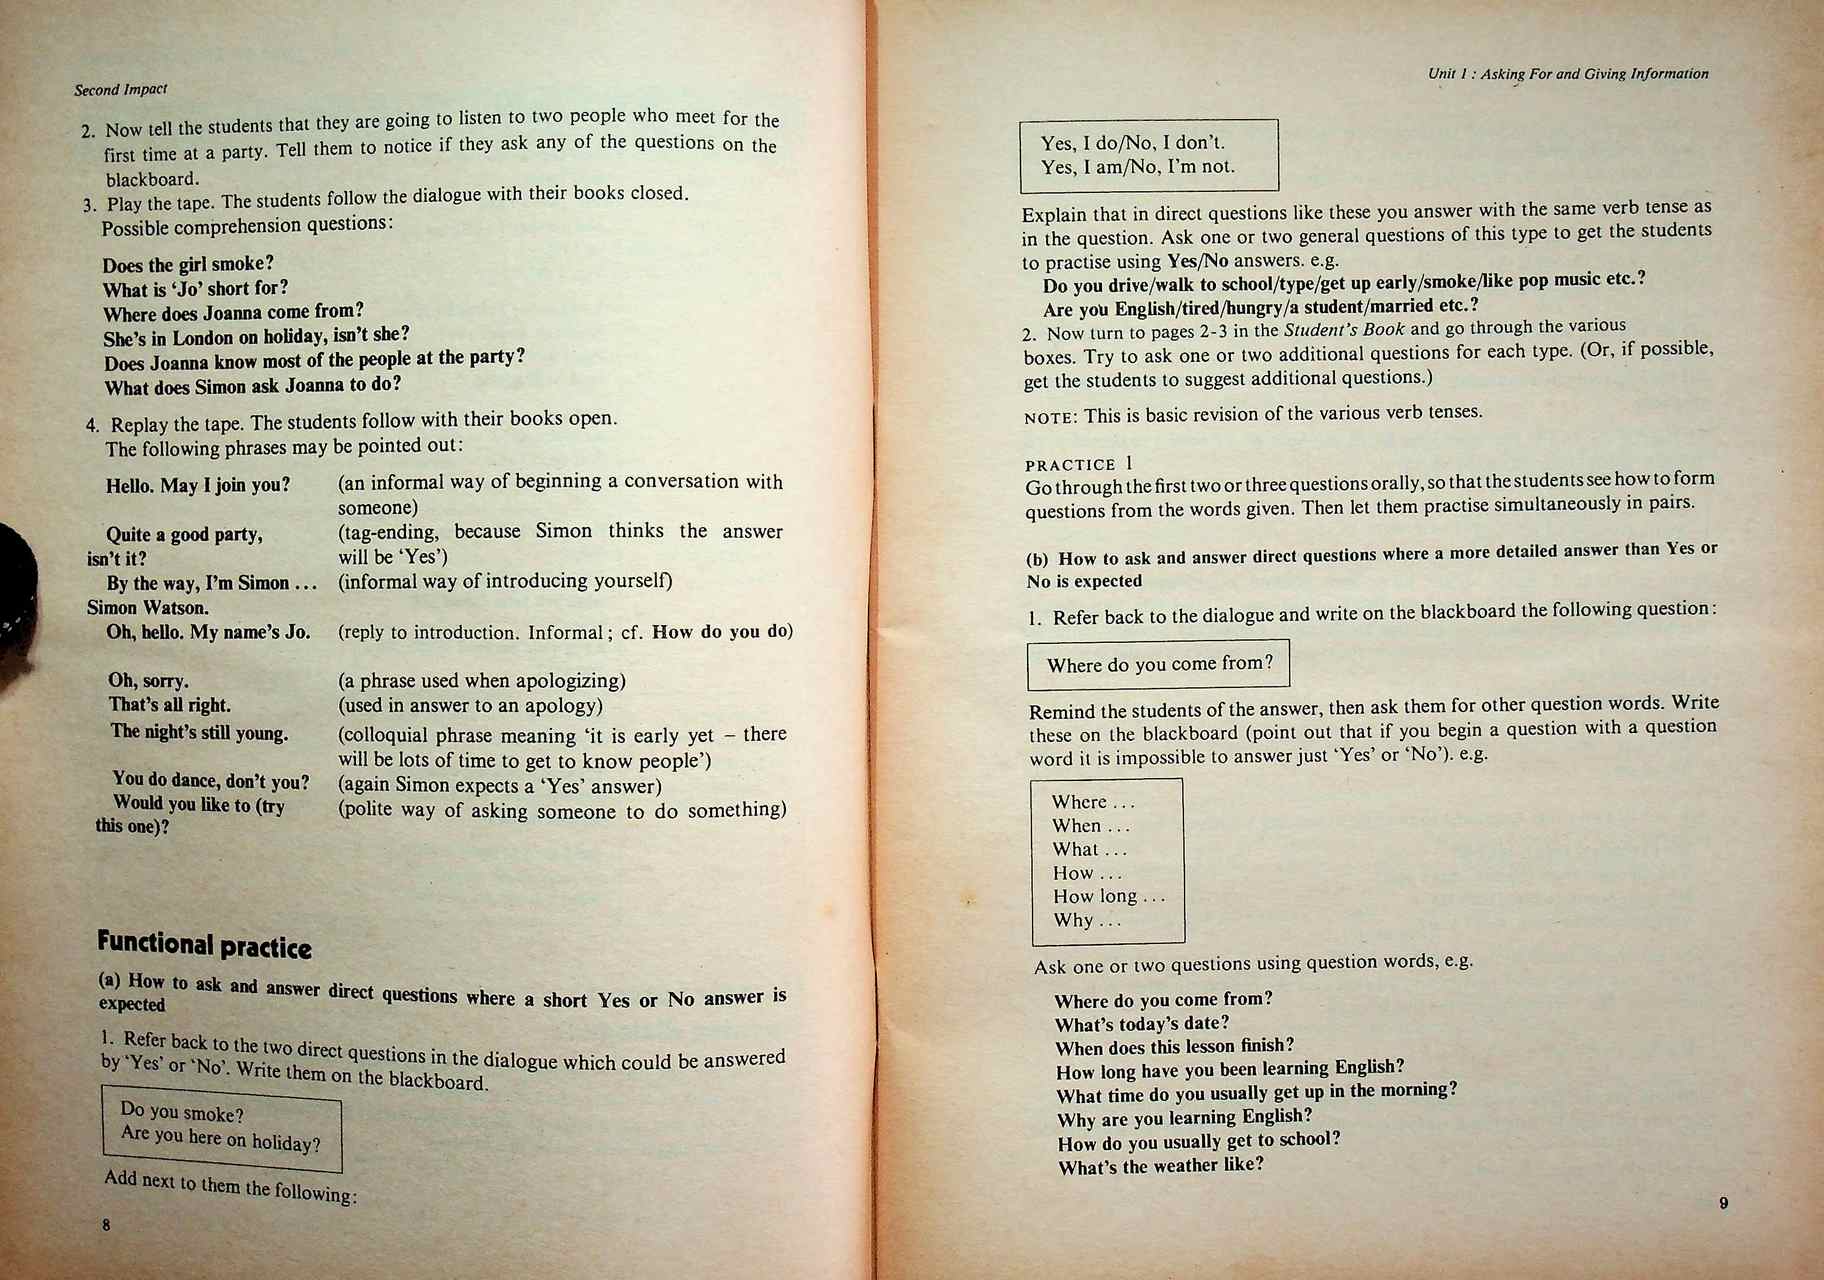 Second Impact
2. Now tell the students that they are going to listen to two people who meet for the
first time at a party. Tell them to notice if they ask any of the questions on the
blackboard.
3. Play the tape. The students follow the dialogue with their books closed.
Possible comprehension questions:
Does the girl smoke?
What is ‘Jo’ short for?
Where does Joanna come from?
She’s in London on holiday, isn’t she?
Does Joanna know most of the people at the party?
What does Simon ask Joanna to do?
4. Replay the tape. The students follow with their books open.
The following phrases may be pointed out:
Hello. May I join you? (an informal way of beginning a conversation with
someone)
Quite a good party, (tag-ending, because Simon thinks the answer
isn’t it? will be ‘Yes’)
By the way, I’m Simon ... (informal way of introducing yourself)
Simon Watson.
Oh, hello. My name’s Jo. (reply to introduction. Informal; cf. How do you do)
Oh, sorry. (a phrase used when apologizing)
That’s all right. (used in answer to an apology)
The night’s still young. (colloquial phrase meaning ‘it is early yet – there
will be lots of time to get to know people’)
You do dance, don’t you? (again Simon expects a ‘Yes’ answer)
Would you like to (try (polite way of asking someone to do something)
this one)?
Functional practice
(a) How to ask and answer direct questions where a short Yes or No answer is
expected
1. Refer back to the two direct questions in the dialogue which could be answered
by ‘Yes’ or ‘No’. Write them on the blackboard.
Do you smoke?
Are you here on holiday?
Add next to them the following:
8
Unit 1 : Asking For and Giving Information
Yes, I do/No, I don’t.
Yes, I am/No, I’m not.
Explain that in direct questions like these you answer with the same verb tense as
in the question. Ask one or two general questions of this type to get the students
to practise using Yes/No answers. e.g.
Do you drive/walk to school/type/get up early/smoke/like pop music etc.?
Are you English/tired/hungry/a student/married etc.?
2. Now turn to pages 2-3 in the Student’s Book and go through the various
boxes. Try to ask one or two additional questions for each type. (Or, if possible,
get the students to suggest additional questions.)
NOTE: This is basic revision of the various verb tenses.
PRACTICE 1
Go through the first two or three questions orally, so that the students see how to form
questions from the words given. Then let them practise simultaneously in pairs.
(b) How to ask and answer direct questions where a more detailed answer than Yes or
No is expected
1. Refer back to the dialogue and write on the blackboard the following question:
Where do you come from?
Remind the students of the answer, then ask them for other question words. Write
these on the blackboard (point out that if you begin a question with a question
word it is impossible to answer just ‘Yes’ or ‘No’). e.g.
Where ...
When ...
What ...
How ...
How long ...
Why ...
Ask one or two questions using question words, e.g.
Where do you come from?
What’s today’s date?
When does this lesson finish?
How long have you been learning English?
What time do you usually get up in the morning?
Why are you learning English?
How do you usually get to school?
What’s the weather like?
9